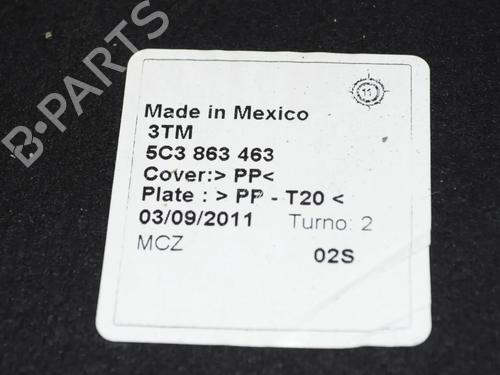 11
Made in Mexico
3TM
5C3 863 463
Cover:> PP<
Plate : > PP - T20 <
03/09/2011 Turno: 2
MCZ
02S
B-PARTS